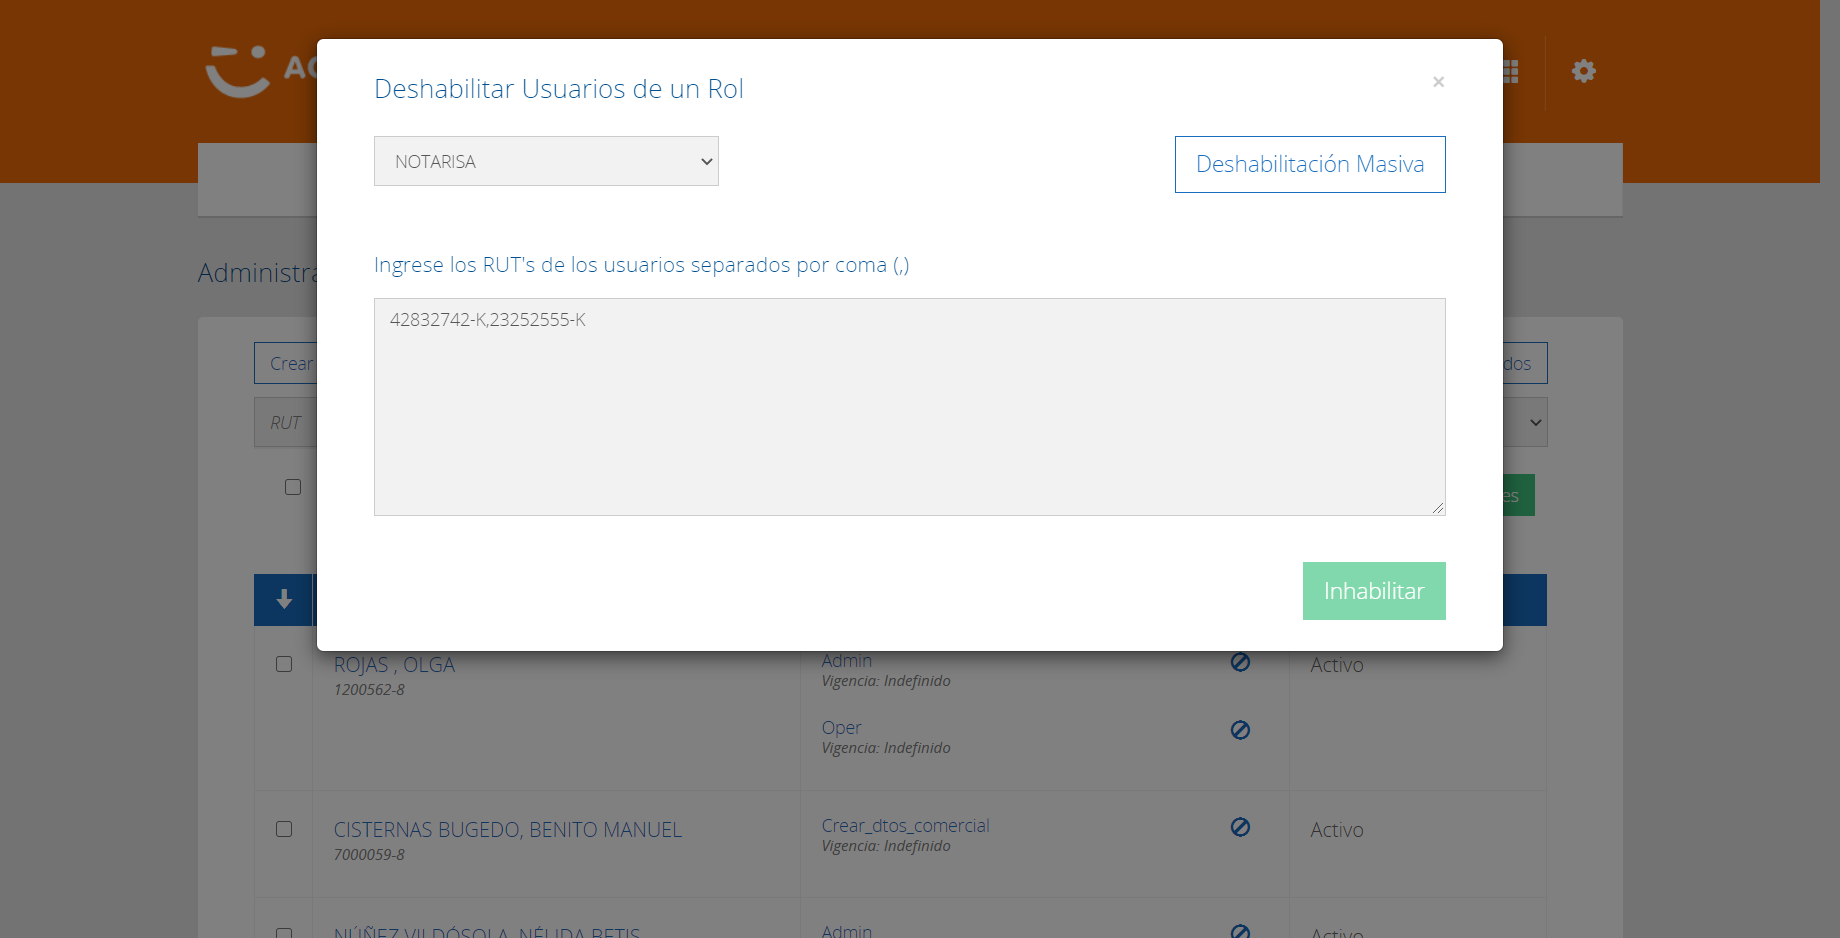 Deshabilitar Usuarios de un Rol
×
NOTARISA
Deshabilitación Masiva
Ingrese los RUT's de los usuarios separados por coma (,)
42832742-K,23252555-K
Inhabilitar
Administra
Crear
dos
RUT
es
ROJAS , OLGA
1200562-8
Admin
Vigencia: Indefinido
Oper
Vigencia: Indefinido
Activo
CISTERNAS BUGEDO, BENITO MANUEL
7000059-8
Crear_dtos_comercial
Vigencia: Indefinido
Activo
NÚÑEZ VILDÓSOLA, NÉLIDA BETIS
Admin
Activo